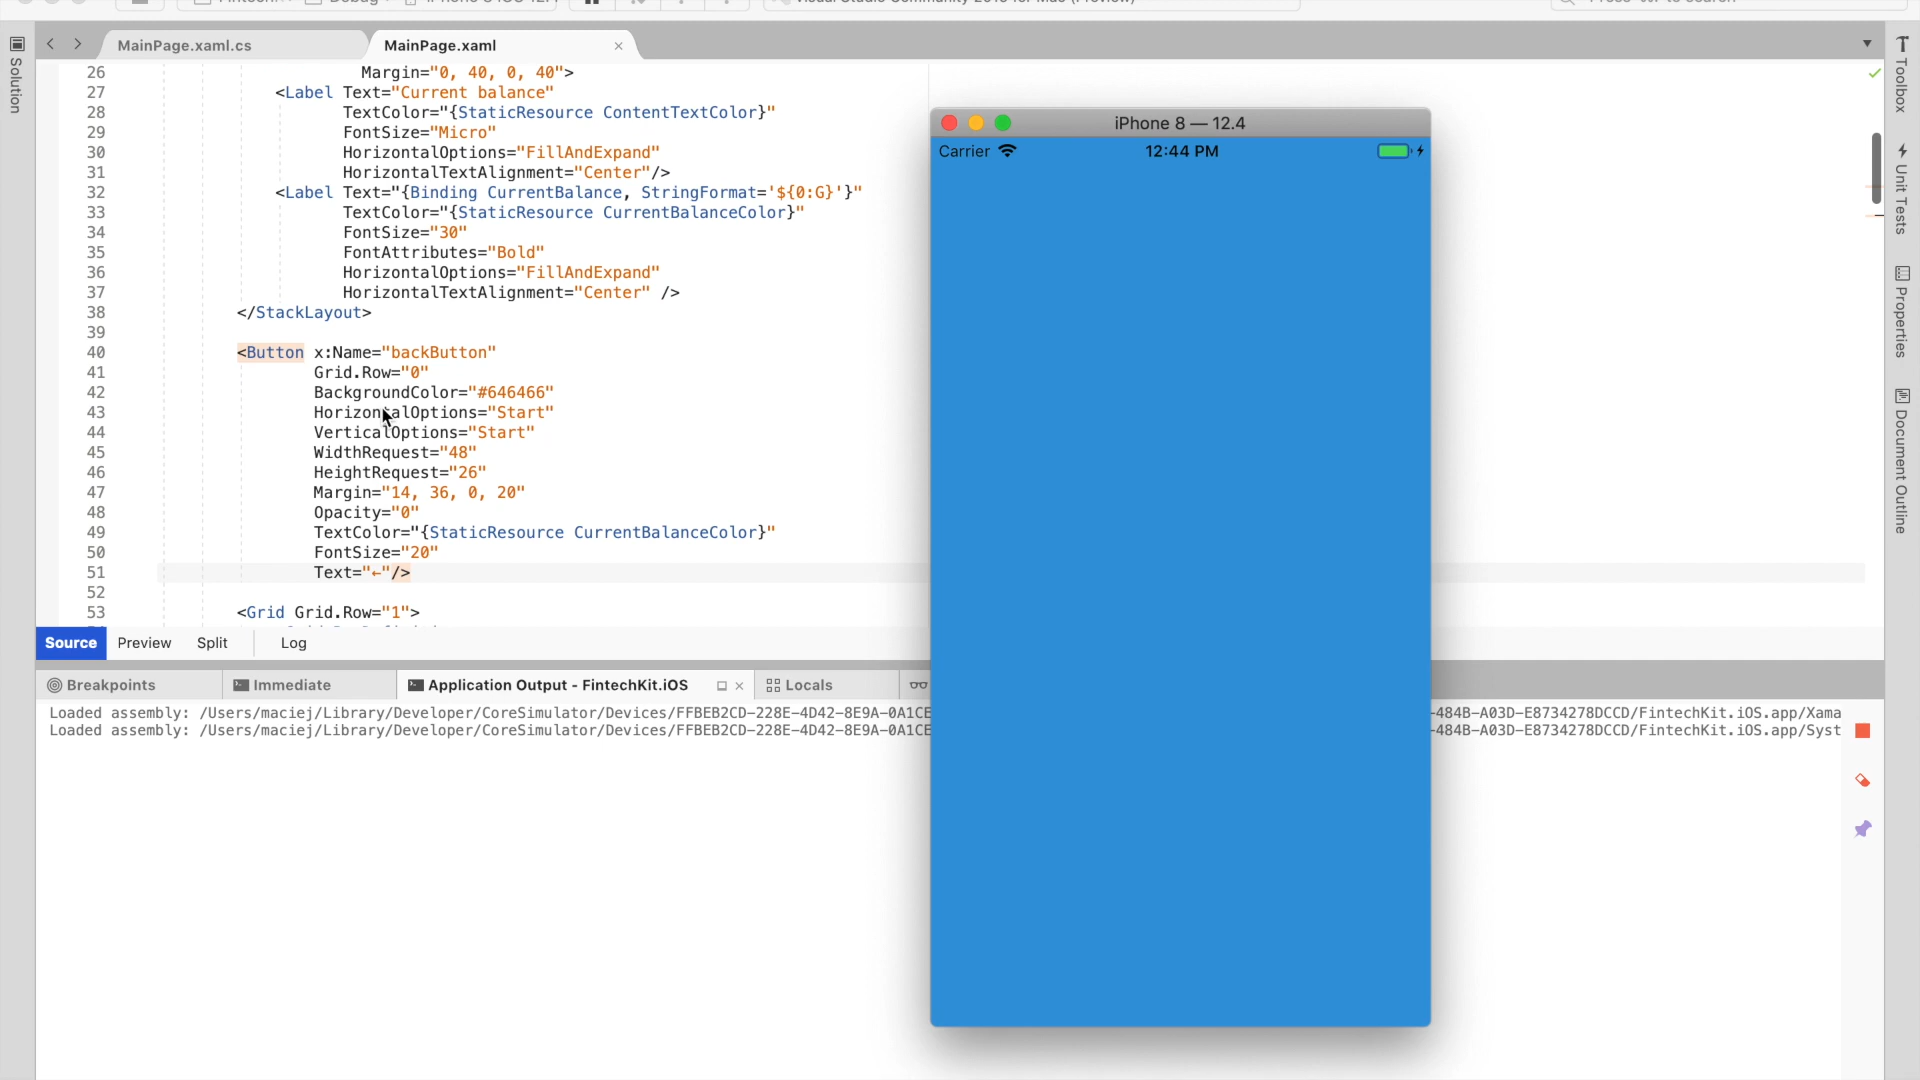 MainPage.xaml.cs
MainPage.xaml
Solution
26 Margin="0, 40, 0, 40">
27 <Label Text="Current balance"
28 TextColor="{StaticResource ContentTextColor}"
29 FontSize="Micro"
30 HorizontalOptions="FillAndExpand"
31 HorizontalTextAlignment="Center"/>
32 <Label Text="{Binding CurrentBalance, StringFormat='${0:G}'}"
33 TextColor="{StaticResource CurrentBalanceColor}"
34 FontSize="30"
35 FontAttributes="Bold"
36 HorizontalOptions="FillAndExpand"
37 HorizontalTextAlignment="Center" />
38 </StackLayout>
39
40 <Button x:Name="backButton"
41 Grid.Row="0"
42 BackgroundColor="#646466"
43 HorizontalOptions="Start"
44 VerticalOptions="Start"
45 WidthRequest="48"
46 HeightRequest="26"
47 Margin="14, 36, 0, 20"
48 Opacity="0"
49 TextColor="{StaticResource CurrentBalanceColor}"
50 FontSize="20"
51 Text="←"/>
52
53 <Grid Grid.Row="1">
iPhone 8 — 12.4
Carrier 12:44 PM
Toolbox
Unit Tests
Properties
Document Outline
Source Preview Split Log
Breakpoints Immediate Application Output - FintechKit.iOS Locals
Loaded assembly: /Users/maciej/Library/Developer/CoreSimulator/Devices/FFBEB2CD-228E-4D42-8E9A-0A1CE -484B-A03D-E8734278DCCD/FintechKit.iOS.app/Xama
Loaded assembly: /Users/maciej/Library/Developer/CoreSimulator/Devices/FFBEB2CD-228E-4D42-8E9A-0A1CE -484B-A03D-E8734278DCCD/FintechKit.iOS.app/Syst